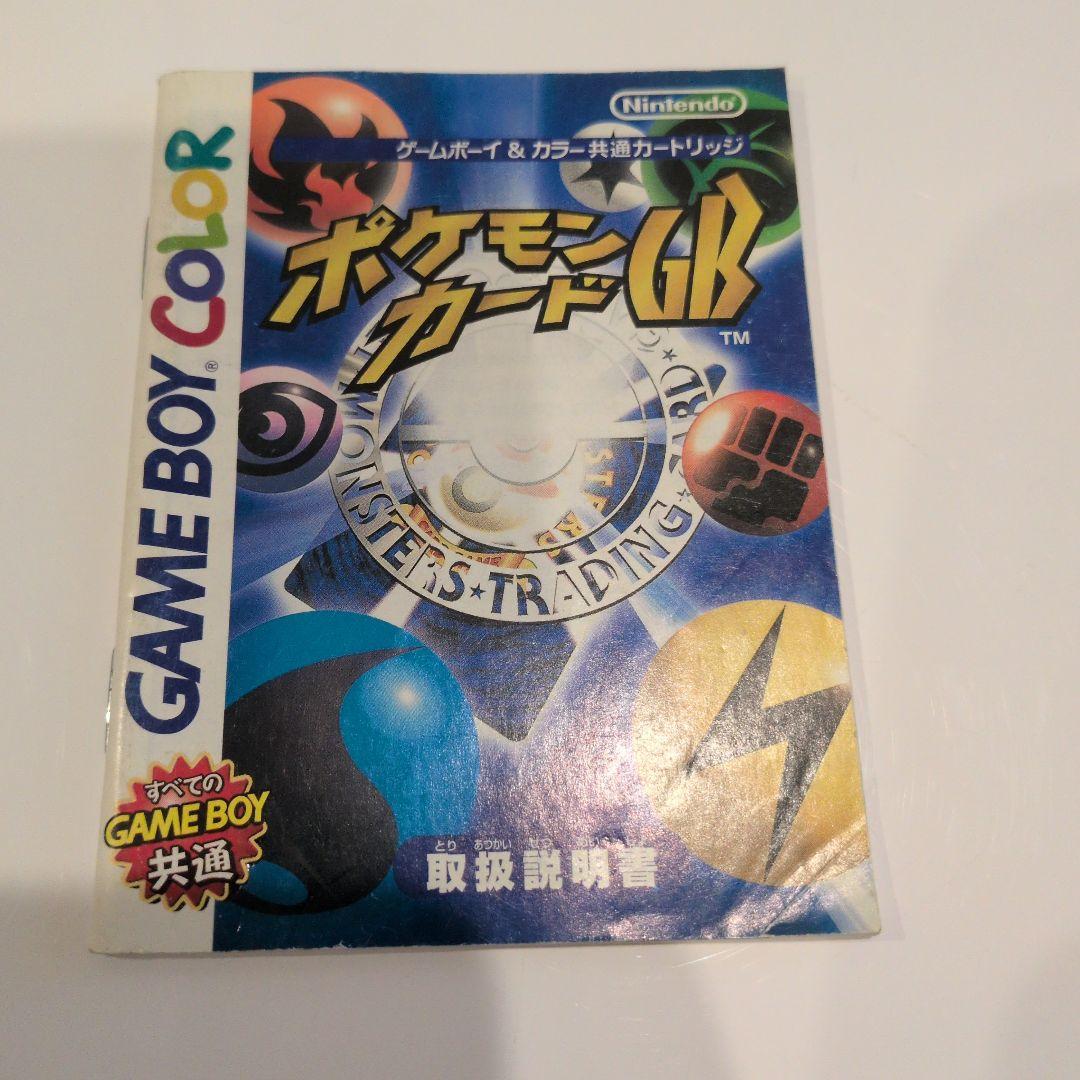 GAME BOY® COLOR
Nintendo®
ゲームボーイ & カラー 共通カートリッジ
ポケモン
カードGB
TM
MONSTERS★TRADING★CARD★
すべての
GAME BOY
共通
とり あつかい せつ めい
取扱説明書